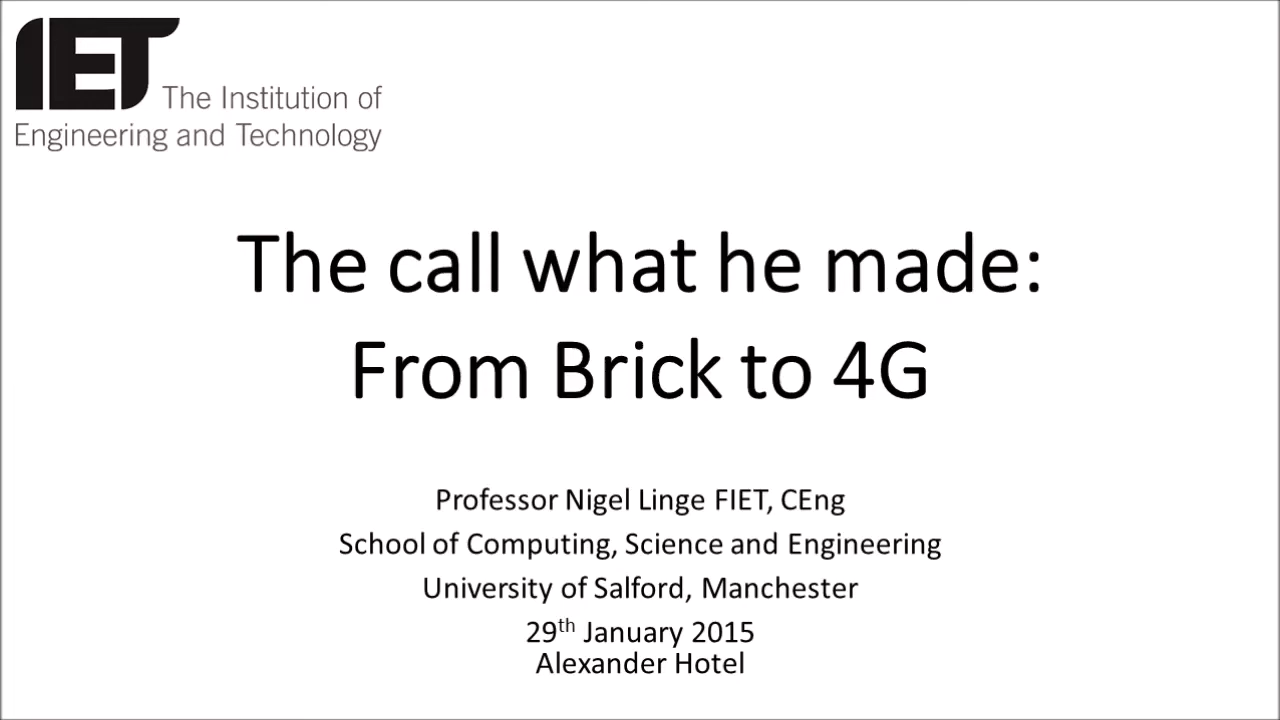 IET
The Institution of
Engineering and Technology
The call what he made:
From Brick to 4G
Professor Nigel Linge FIET, CEng
School of Computing, Science and Engineering
University of Salford, Manchester
29th January 2015
Alexander Hotel